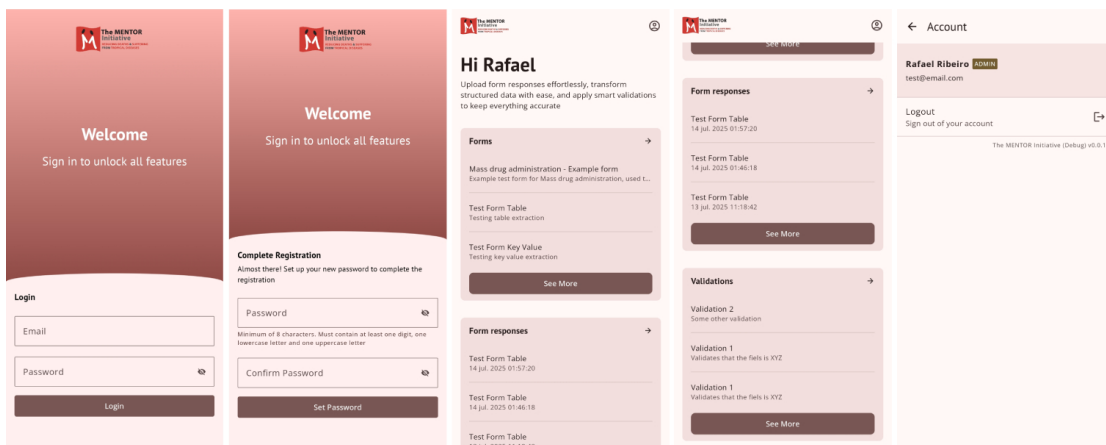 The MENTOR
Initiative
Welcome
Sign in to unlock all features
Login
Email
Password
Login
The MENTOR
Initiative
Welcome
Sign in to unlock all features
Complete Registration
Almost there! Set up your new password to complete the
registration
Password
Minimum of 8 characters. Must contain at least one digit, one
lowercase letter and one uppercase letter
Confirm Password
Set Password
The MENTOR
Initiative
Hi Rafael
Upload form responses effortlessly, transform
structured data with ease, and apply smart validations
to keep everything accurate
Forms
Mass drug administration - Example form
Example test form for Mass drug administration, used t...
Test Form Table
Testing table extraction
Test Form Key Value
Testing key value extraction
See More
Form responses
Test Form Table
14 jul. 2025 01:57:20
Test Form Table
14 jul. 2025 01:46:18
Test Form Table
The MENTOR
Initiative
See More
Form responses
Test Form Table
14 jul. 2025 01:57:20
Test Form Table
14 jul. 2025 01:46:18
Test Form Table
13 jul. 2025 11:18:42
See More
Validations
Validation 2
Some other validation
Validation 1
Validates that the fiels is XYZ
Validation 1
Validates that the fiels is XYZ
See More
Account
Rafael Ribeiro ADMIN
test@email.com
Logout
Sign out of your account
The MENTOR Initiative (Debug) v0.0.1